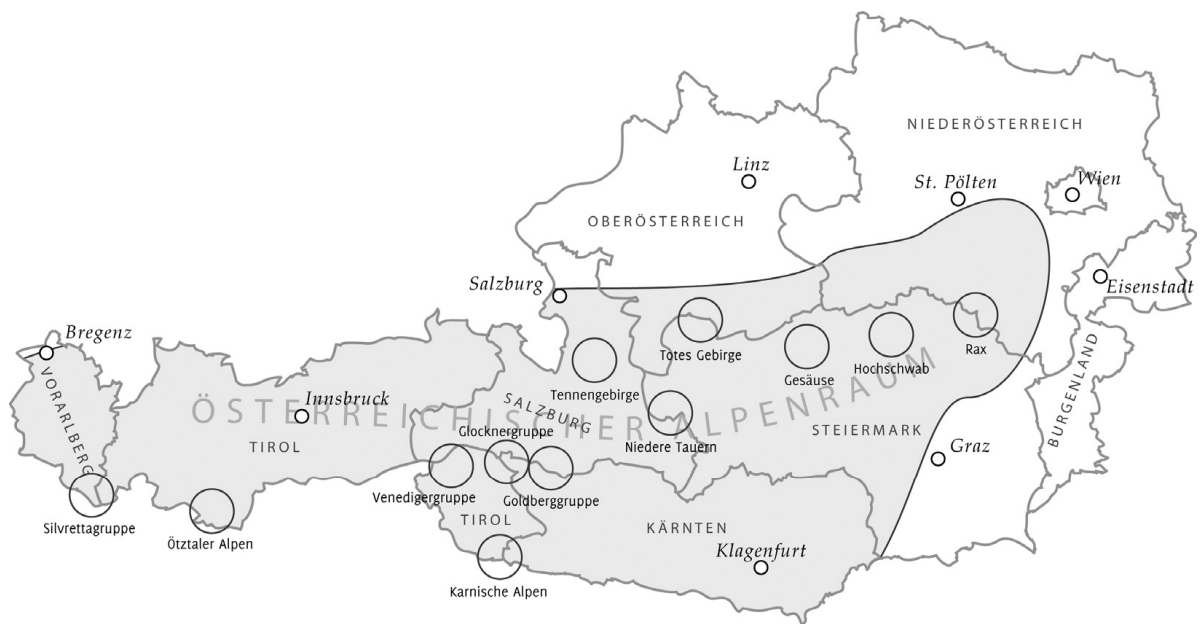 NIEDERÖSTERREICH
Linz
St. Pölten
Wien
OBERÖSTERREICH
Salzburg
Eisenstadt
Bregenz
Totes Gebirge
Gesäuse
Hochschwab
Rax
VORARLBERG
Innsbruck
Tennengebirge
BURGENLAND
ÖSTERREICHISCHER ALPENRAUM
SALZBURG
TIROL
Glocknergruppe
Niedere Tauern
STEIERMARK
Graz
Venedigergruppe
Goldberggruppe
Silvrettagruppe
Ötztaler Alpen
TIROL
KÄRNTEN
Klagenfurt
Karnische Alpen